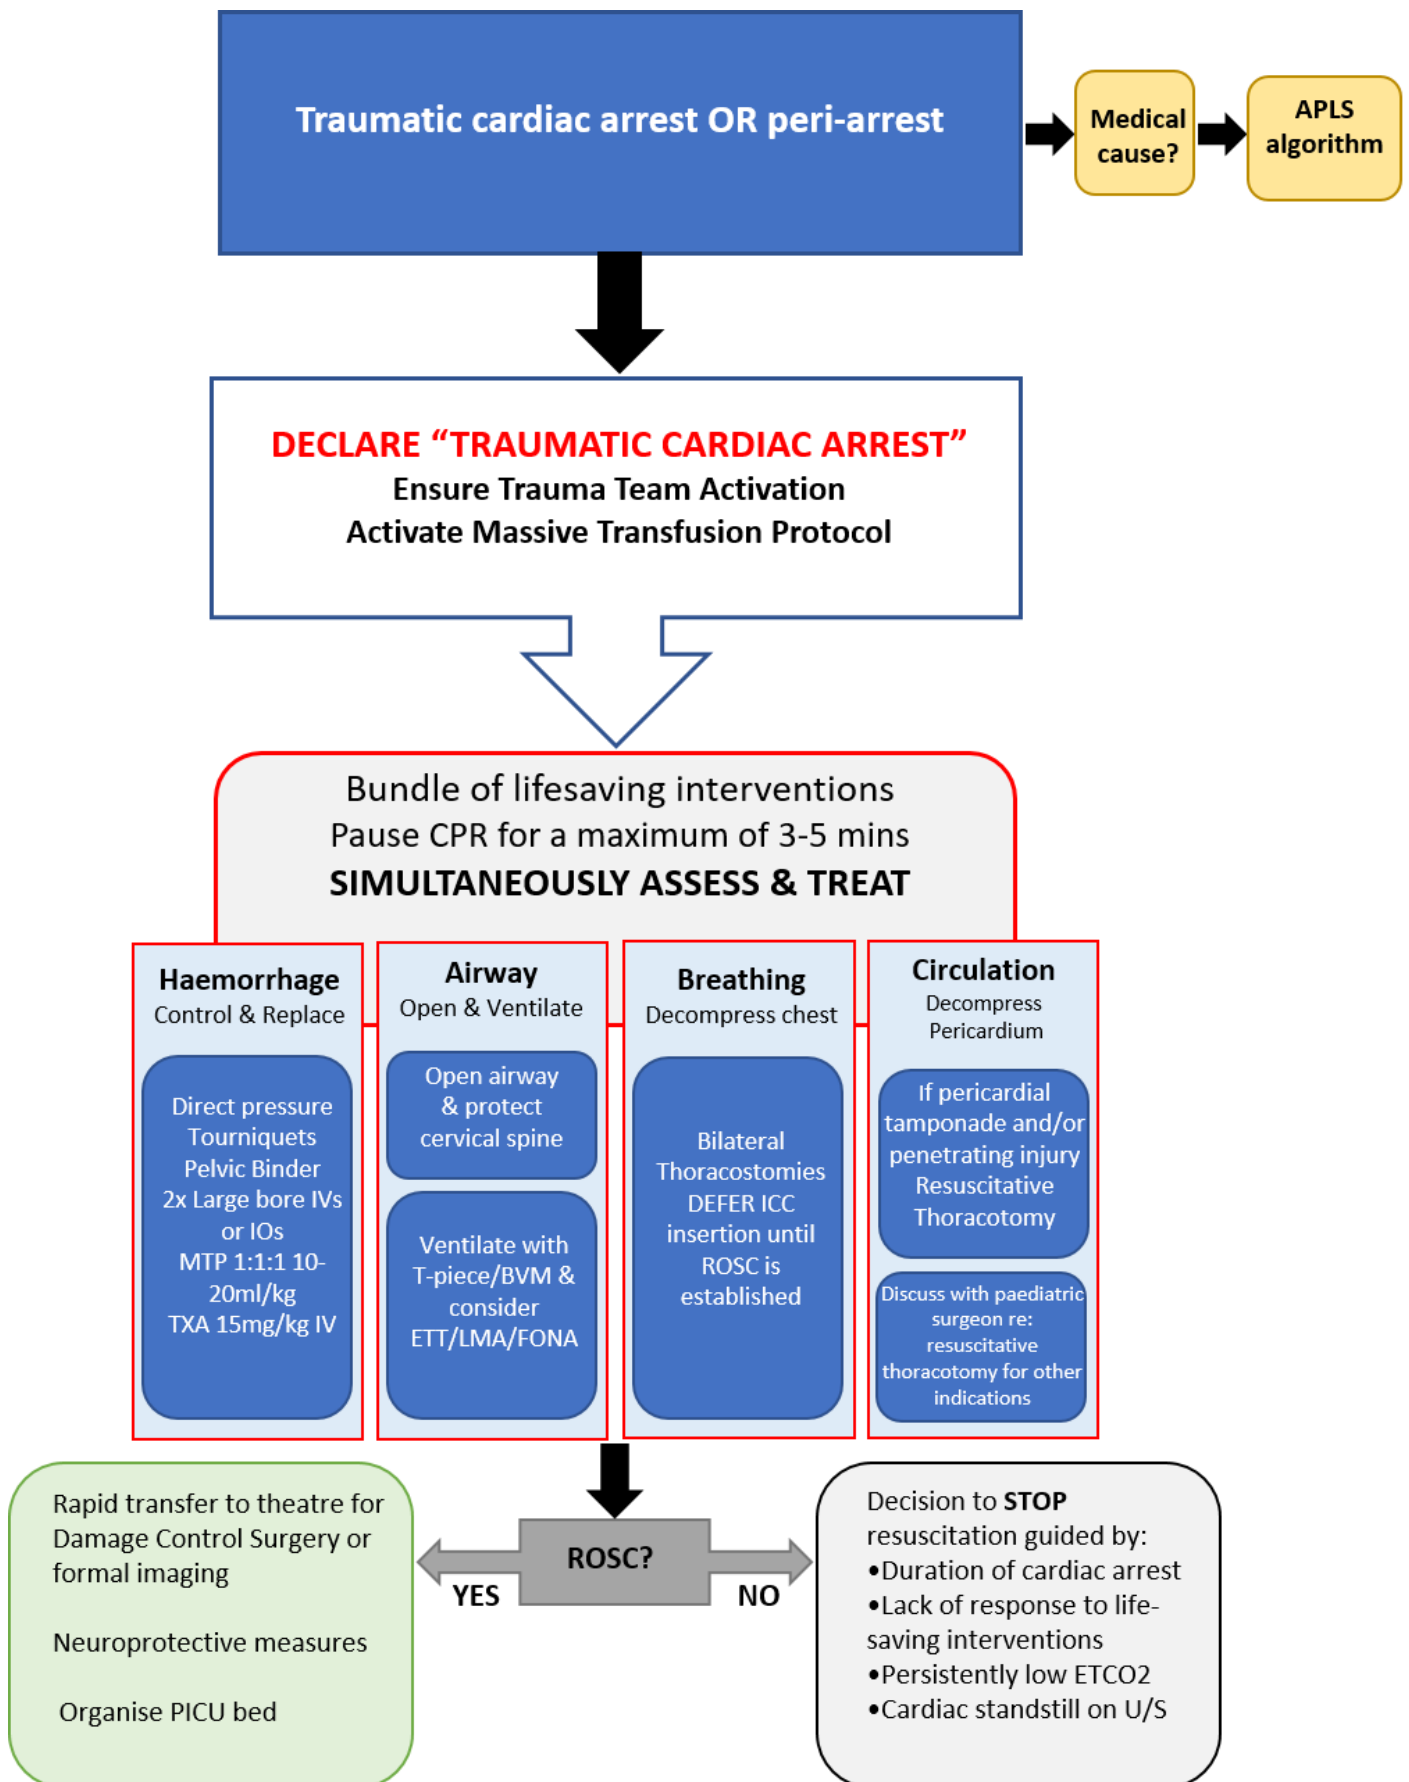 Traumatic cardiac arrest OR peri-arrest
Medical
cause?
APLS
algorithm
DECLARE “TRAUMATIC CARDIAC ARREST”
Ensure Trauma Team Activation
Activate Massive Transfusion Protocol
Bundle of lifesaving interventions
Pause CPR for a maximum of 3-5 mins
SIMULTANEOUSLY ASSESS & TREAT
Haemorrhage
Control & Replace
Direct pressure
Tourniquets
Pelvic Binder
2x Large bore IVs
or IOs
MTP 1:1:1 10-
20ml/kg
TXA 15mg/kg IV
Airway
Open & Ventilate
Open airway
& protect
cervical spine
Ventilate with
T-piece/BVM &
consider
ETT/LMA/FONA
Breathing
Decompress chest
Bilateral
Thoracostomies
DEFER ICC
insertion until
ROSC is
established
Circulation
Decompress
Pericardium
If pericardial
tamponade and/or
penetrating injury
Resuscitative
Thoracotomy
Discuss with paediatric
surgeon re:
resuscitative
thoracotomy for other
indications
ROSC?
YES
NO
Rapid transfer to theatre for
Damage Control Surgery or
formal imaging
Neuroprotective measures
Organise PICU bed
Decision to STOP
resuscitation guided by:
•Duration of cardiac arrest
•Lack of response to life-
saving interventions
•Persistently low ETCO2
•Cardiac standstill on U/S